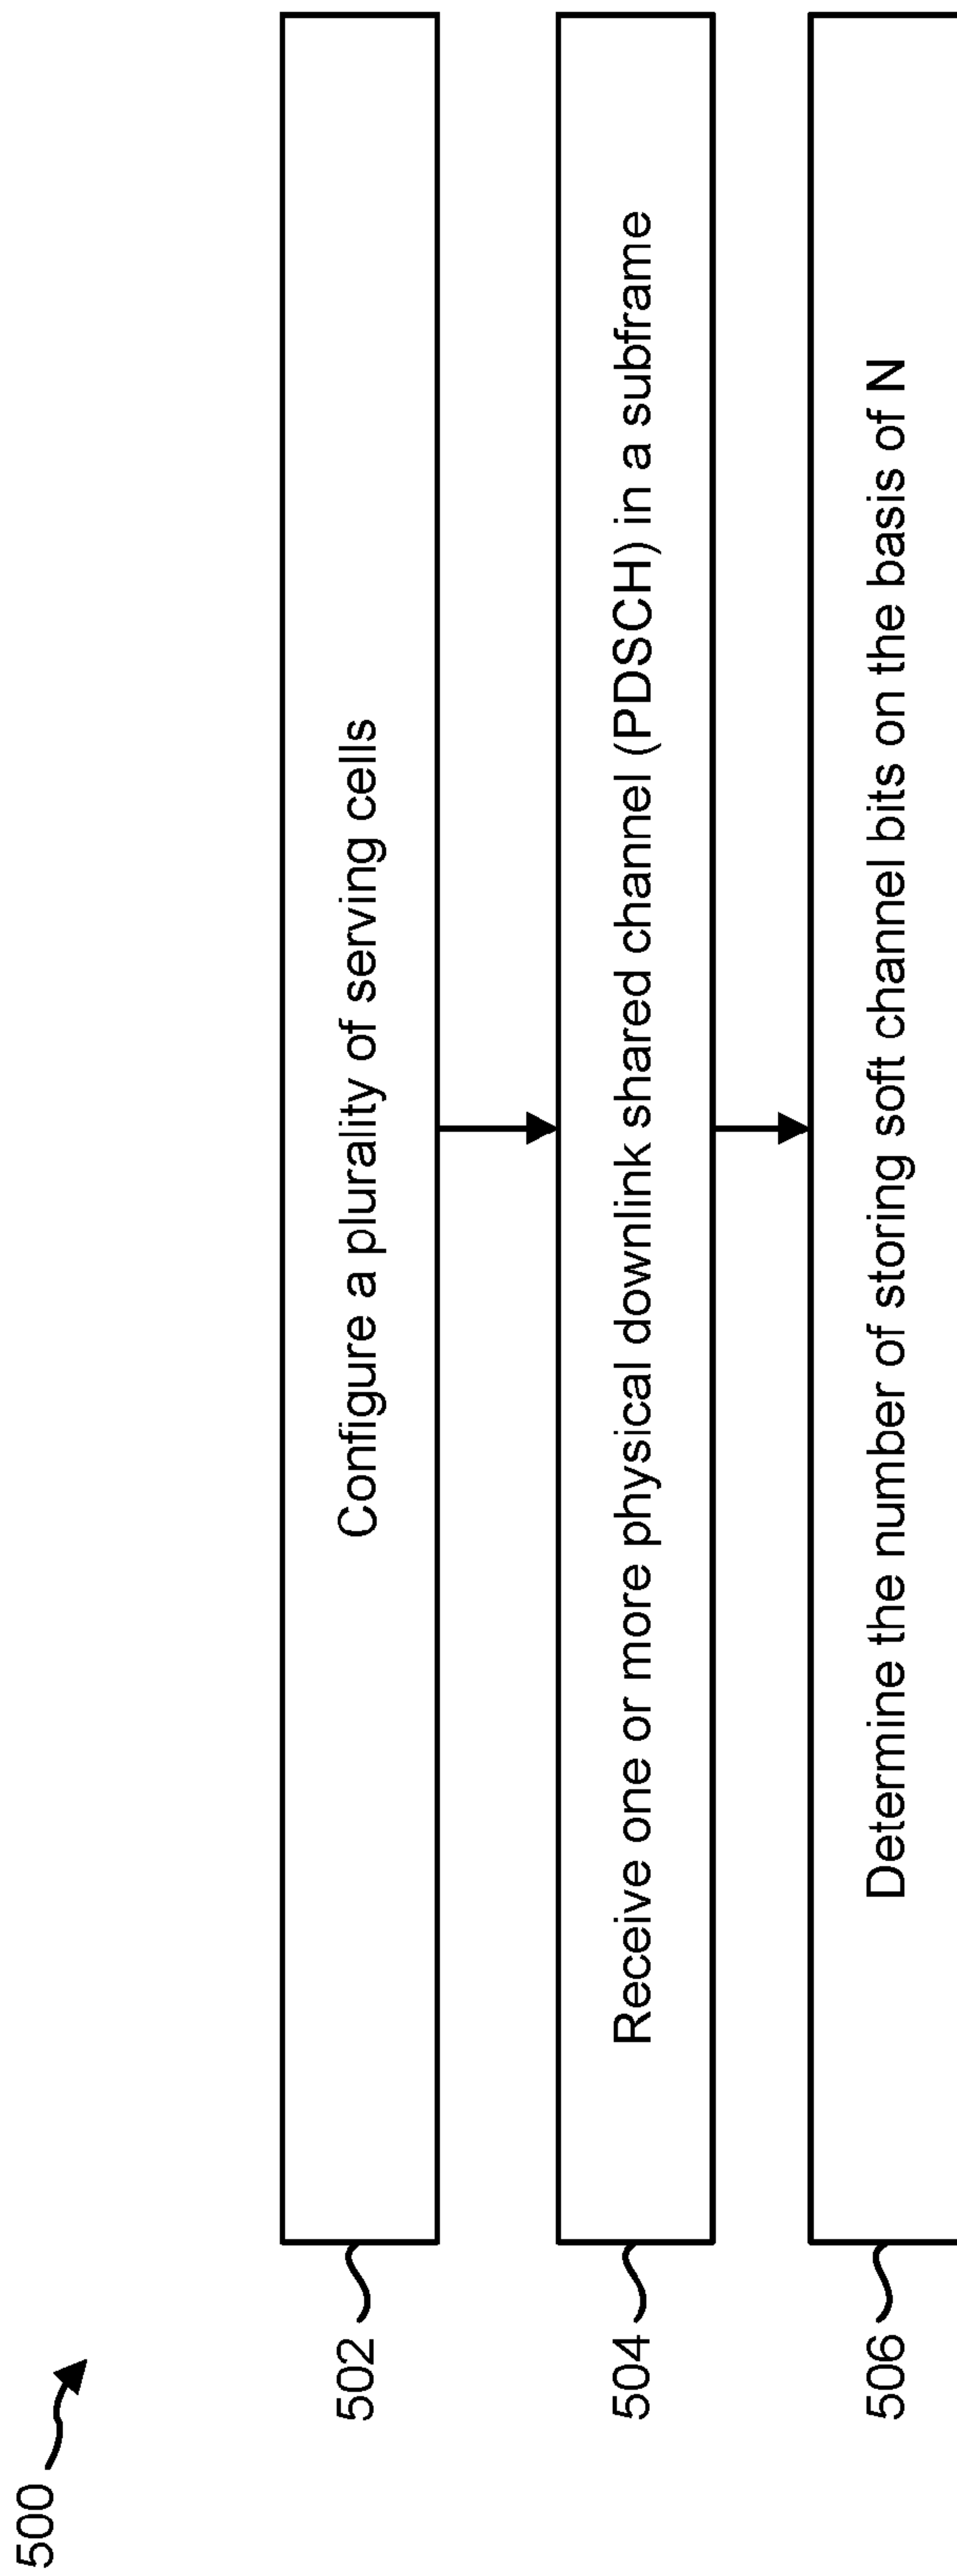 500
502
Configure a plurality of serving cells
504
Receive one or more physical downlink shared channel (PDSCH) in a subframe
506
Determine the number of storing soft channel bits on the basis of N